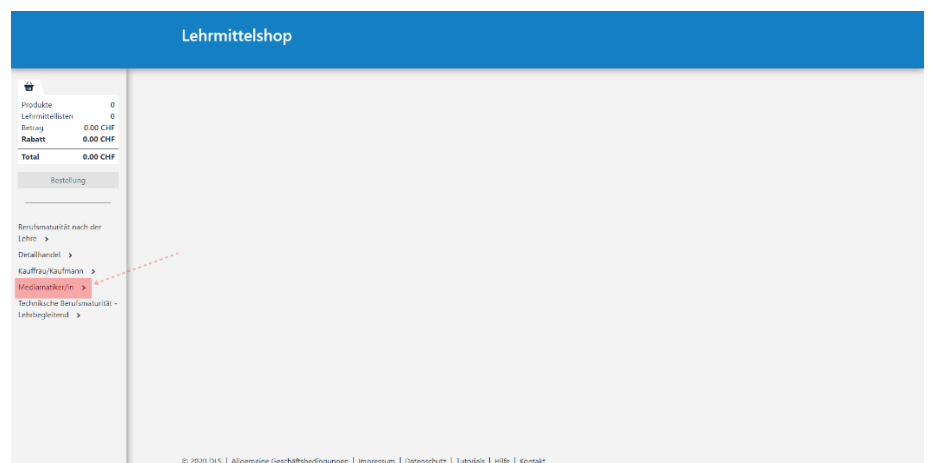 Lehrmittelshop
Produkte 0
Lehrmittellisten 0
Betrag 0.00 CHF
Rabatt 0.00 CHF
Total 0.00 CHF
Bestellung
Berufsmaturität nach der
Lehre >
Detailhandel >
Kauffrau/Kaufmann >
Mediamatiker/in >
Techniksche Berufsmaturität -
Lehrbegleitend >
© 2020 DLS | Allgemeine Geschäftsbedingungen | Impressum | Datenschutz | Tutorials | Hilfe | Kontakt